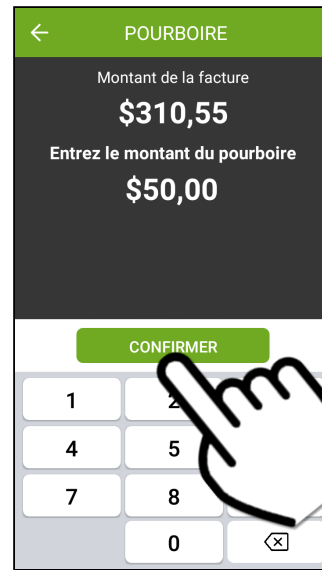 POURBOIRE
Montant de la facture
$310,55
Entrez le montant du pourboire
$50,00
CONFIRMER
1 2
4 5
7 8
0